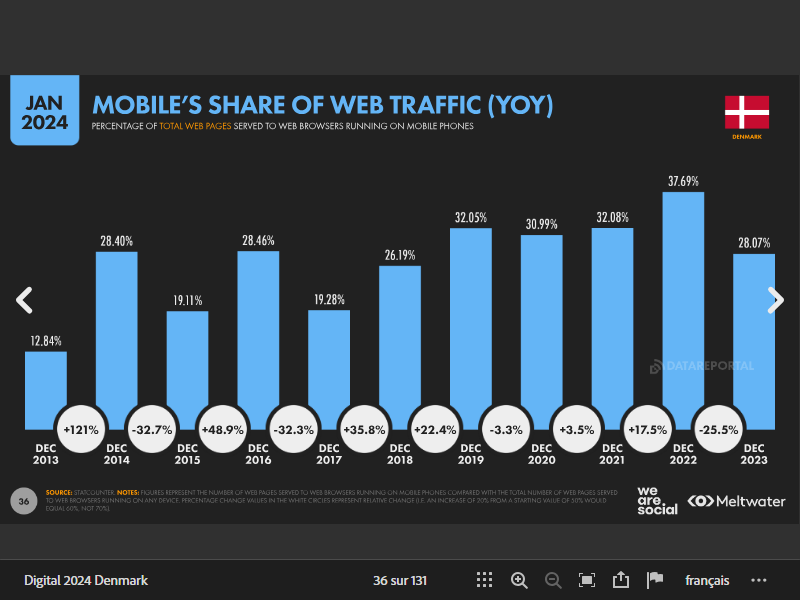 JAN
2024
MOBILE'S SHARE OF WEB TRAFFIC (YOY)
PERCENTAGE OF TOTAL WEB PAGES SERVED TO WEB BROWSERS RUNNING ON MOBILE PHONES
DENMARK
12.84%
28.40%
19.11%
28.46%
19.28%
26.19%
32.05%
30.99%
32.08%
37.69%
28.07%
DATAREPORTAL
+121%
-32.7%
+48.9%
-32.3%
+35.8%
+22.4%
-3.3%
+3.5%
+17.5%
-25.5%
DEC
2013
DEC
2014
DEC
2015
DEC
2016
DEC
2017
DEC
2018
DEC
2019
DEC
2020
DEC
2021
DEC
2022
DEC
2023
36
SOURCE: STATCOUNTER. NOTES: FIGURES REPRESENT THE NUMBER OF WEB PAGES SERVED TO WEB BROWSERS RUNNING ON MOBILE PHONES COMPARED WITH THE TOTAL NUMBER OF WEB PAGES SERVED
TO WEB BROWSERS RUNNING ON ANY DEVICE. PERCENTAGE CHANGE VALUES IN THE WHITE CIRCLES REPRESENT RELATIVE CHANGE (I.E. AN INCREASE OF 20% FROM A STARTING VALUE OF 50% WOULD
EQUAL 60%, NOT 70%).
we
are.
social
Meltwater
Digital 2024 Denmark
36 sur 131
français